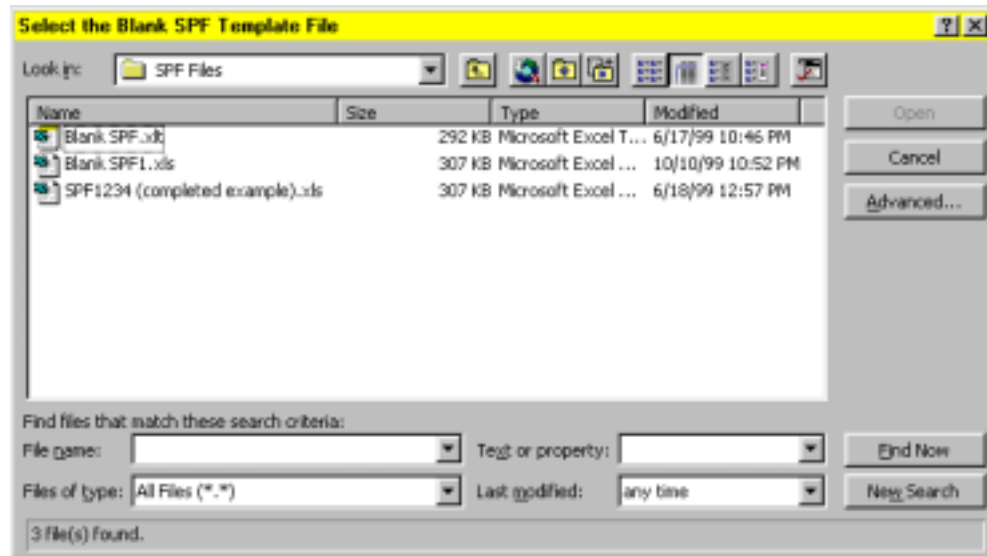 Select the Blank SPF Template File
Look in: SPF Files
Name Size Type Modified
Blank SPF.xlt 292 KB Microsoft Excel T... 6/17/99 10:46 PM
Blank SPF1.xls 307 KB Microsoft Excel ... 10/10/99 10:52 PM
SPF1234 (completed example).xls 307 KB Microsoft Excel ... 6/18/99 12:57 PM
Open
Cancel
Advanced...
Find files that match these search criteria:
File name: Text or property: Find Now
Files of type: All Files (*.*) Last modified: any time New Search
3 file(s) found.